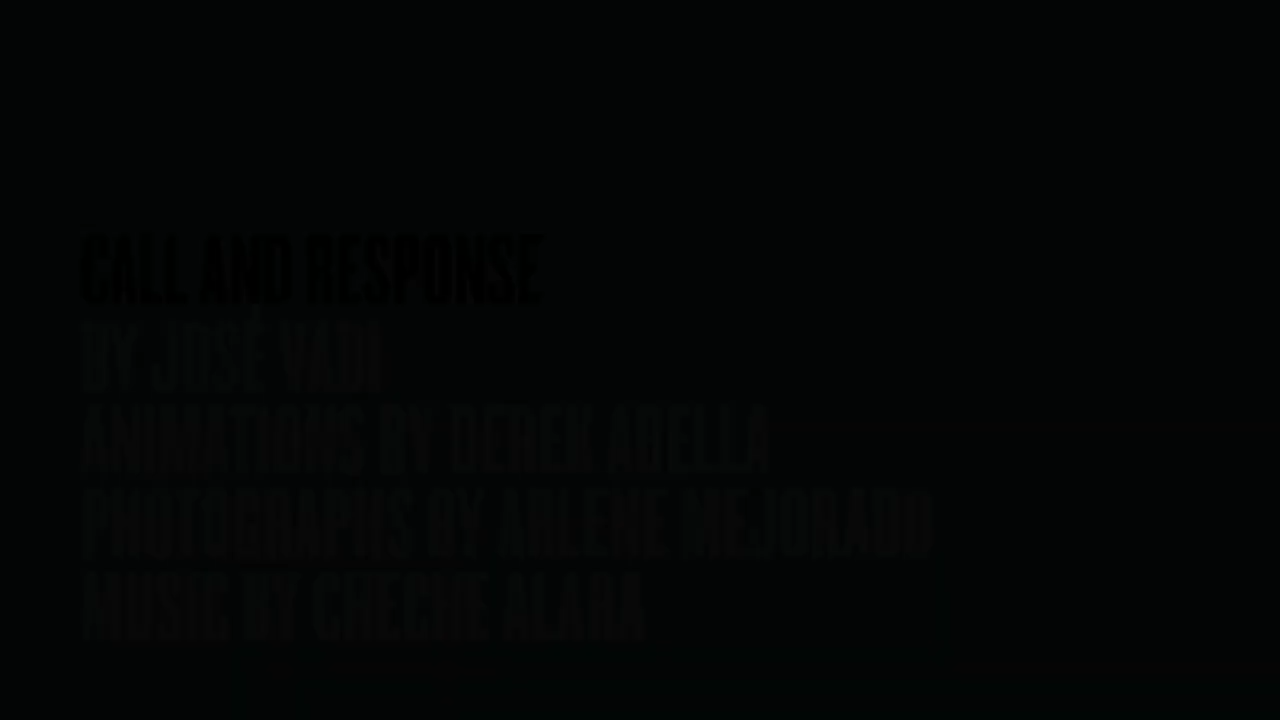 CALL AND RESPONSE
BY JOSÉ VADI
ANIMATIONS BY DEREK ABELLA
PHOTOGRAPHS BY ARLENE MEJORADO
MUSIC BY CHECHE ALARA